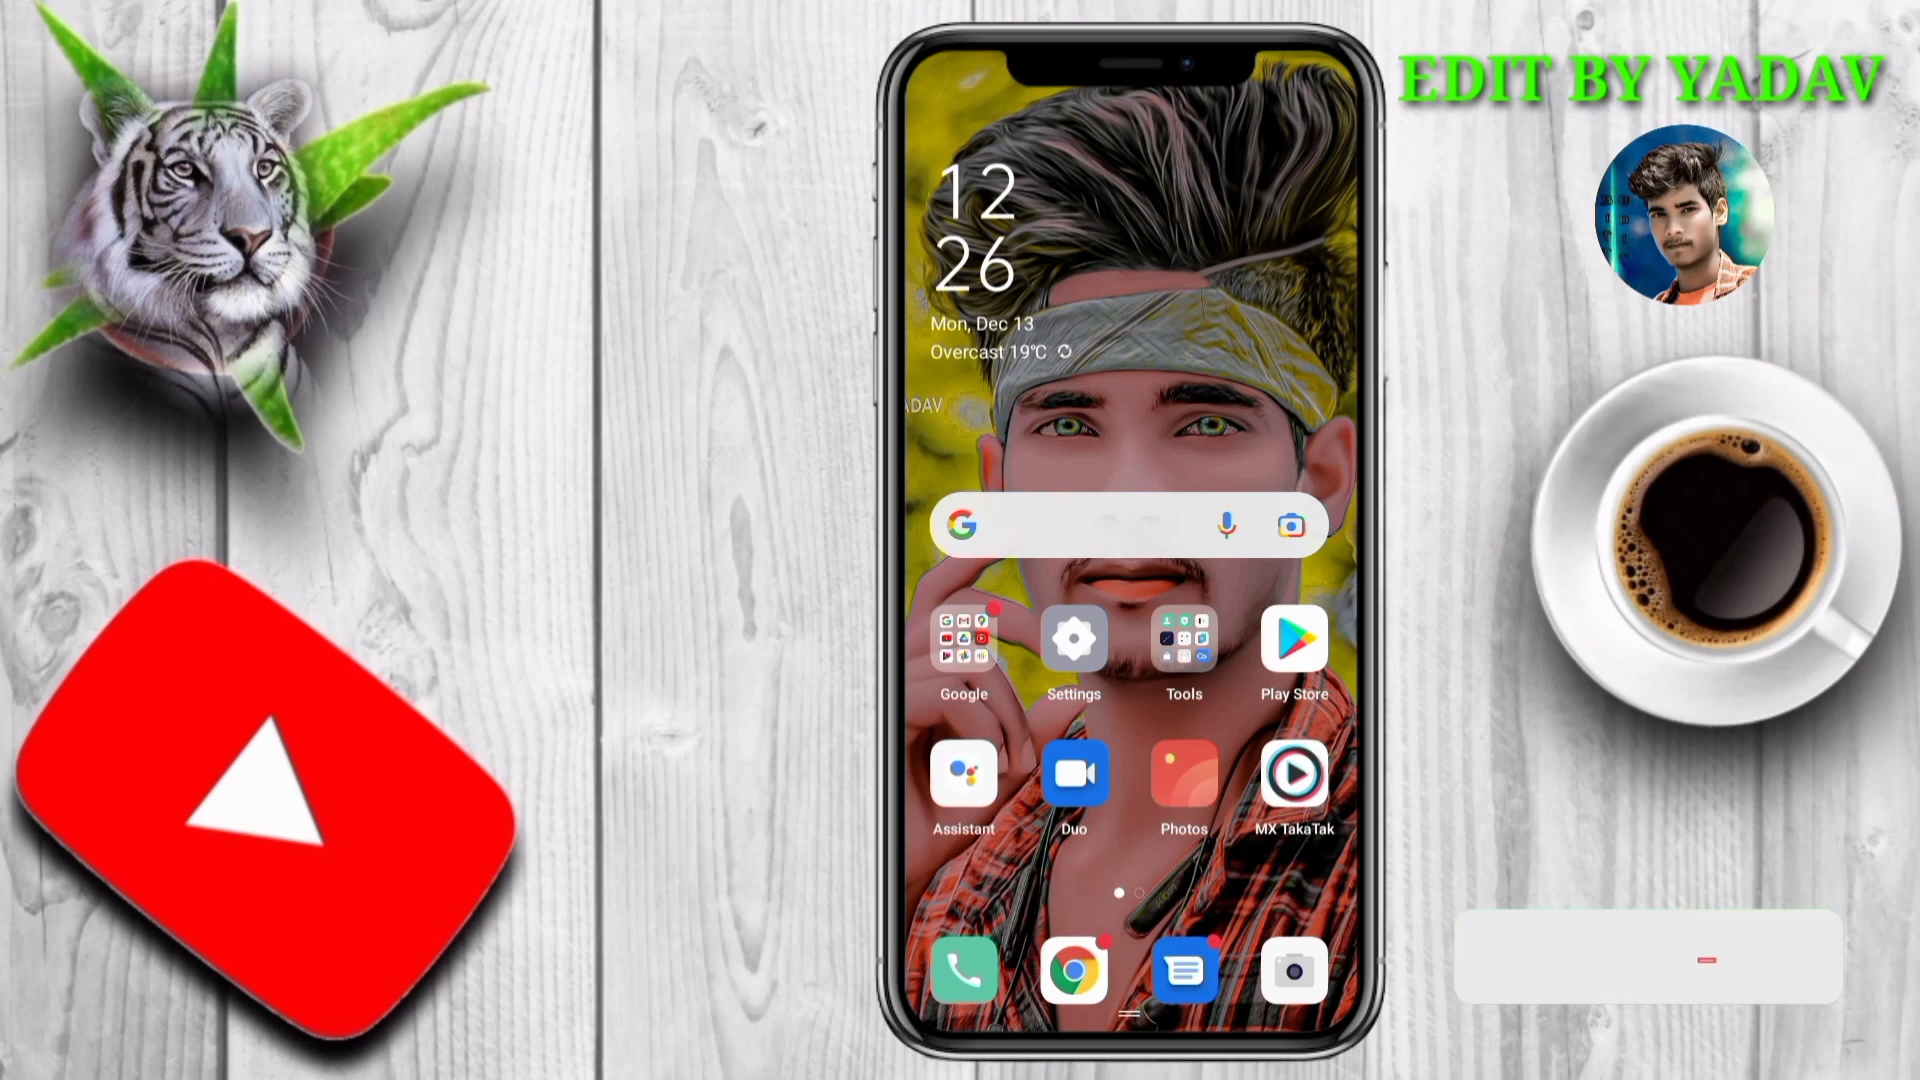 EDIT BY YADAV
12
26
Mon, Dec 13
Overcast 19°C
ADAV
Google
Settings
Tools
Play Store
Assistant
Duo
Photos
MX TakaTak